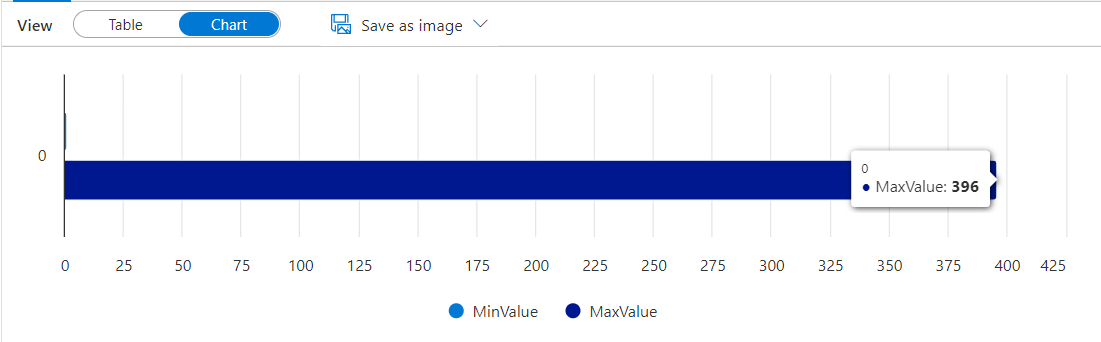 View Table Chart Save as image
0
0
• MaxValue: 396
0 25 50 75 100 125 150 175 200 225 250 275 300 325 350 375 400 425
MinValue MaxValue